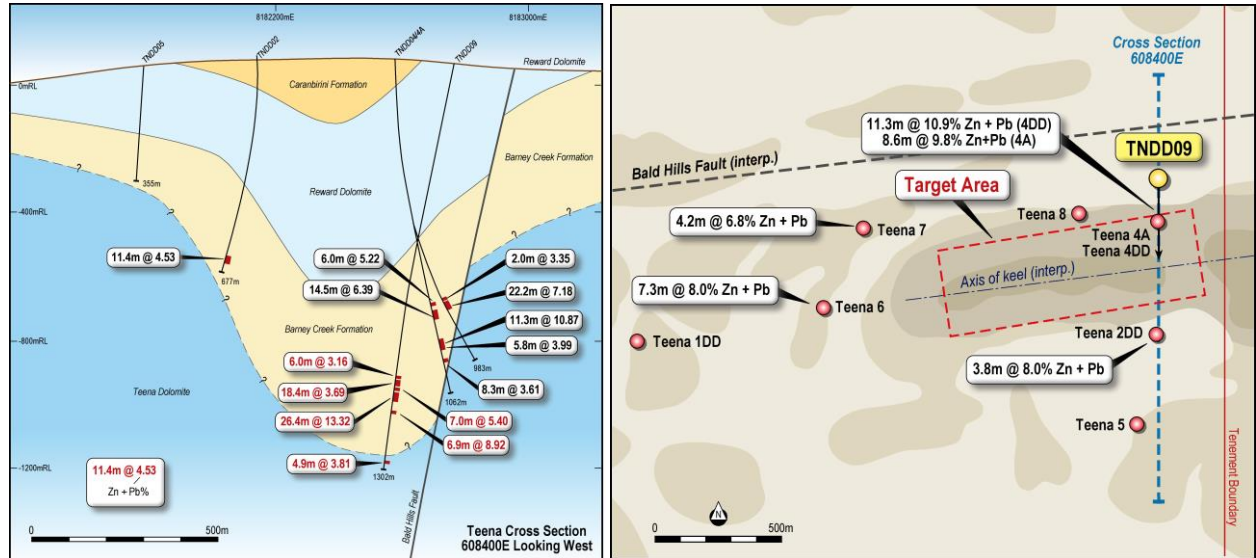 8182200mE
8183000mE
TNDD05
TNDD02
TNDD04/4A
TNDD09
Reward Dolomite
0mRL
Caranbirini Formation
Barney Creek Formation
?
355m
Reward Dolomite
-400mRL
?
?
11.4m @ 4.53
677m
6.0m @ 5.22
2.0m @ 3.35
14.5m @ 6.39
22.2m @ 7.18
?
11.3m @ 10.87
Barney Creek Formation
-800mRL
5.8m @ 3.99
983m
6.0m @ 3.16
8.3m @ 3.61
Teena Dolomite
18.4m @ 3.69
1062m
26.4m @ 13.32
7.0m @ 5.40
?
6.9m @ 8.92
?
4.9m @ 3.81
-1200mRL
1302m
11.4m @ 4.53
Zn + Pb%
Bald Hills Fault
0
500m
Teena Cross Section
608400E Looking West
Cross Section
608400E
11.3m @ 10.9% Zn + Pb (4DD)
8.6m @ 9.8% Zn+Pb (4A)
TNDD09
Bald Hills Fault (interp.)
Target Area
4.2m @ 6.8% Zn + Pb
Teena 7
Teena 8
Teena 4A
Teena 4DD
Axis of keel (interp.)
7.3m @ 8.0% Zn + Pb
Teena 6
Teena 1DD
Teena 2DD
3.8m @ 8.0% Zn + Pb
Teena 5
Tenement Boundary
N
0
500m